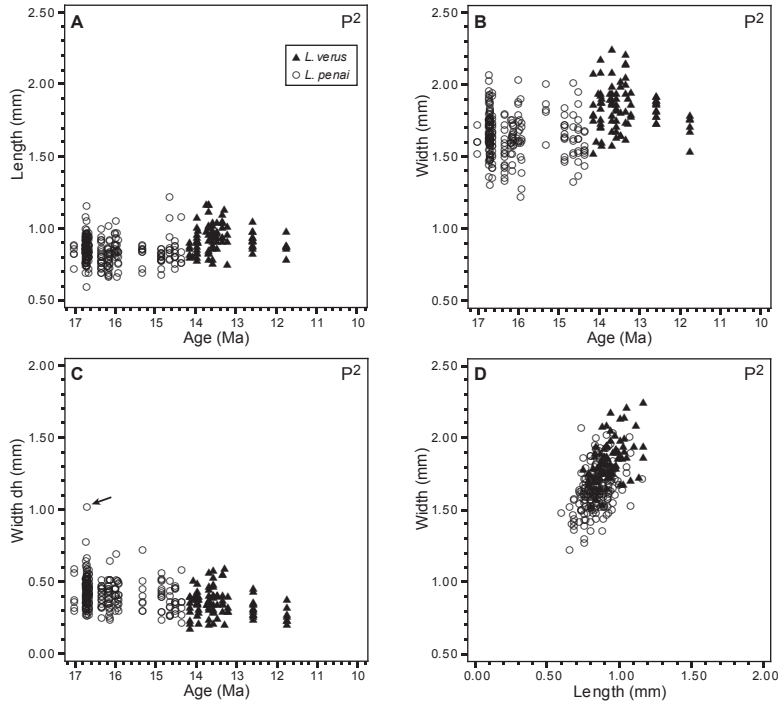 A P2
Length (mm)
2.50
2.00
1.50
1.00
0.50
▲ L. verus
○ L. penai
17 16 15 14 13 12 11 10
Age (Ma)
B P2
Width (mm)
2.50
2.00
1.50
1.00
0.50
17 16 15 14 13 12 11 10
Age (Ma)
C P2
Width dh (mm)
2.00
1.50
1.00
0.50
0.00
17 16 15 14 13 12 11 10
Age (Ma)
D P2
Width (mm)
2.50
2.00
1.50
1.00
0.50
0.00 0.50 1.00 1.50 2.00
Length (mm)